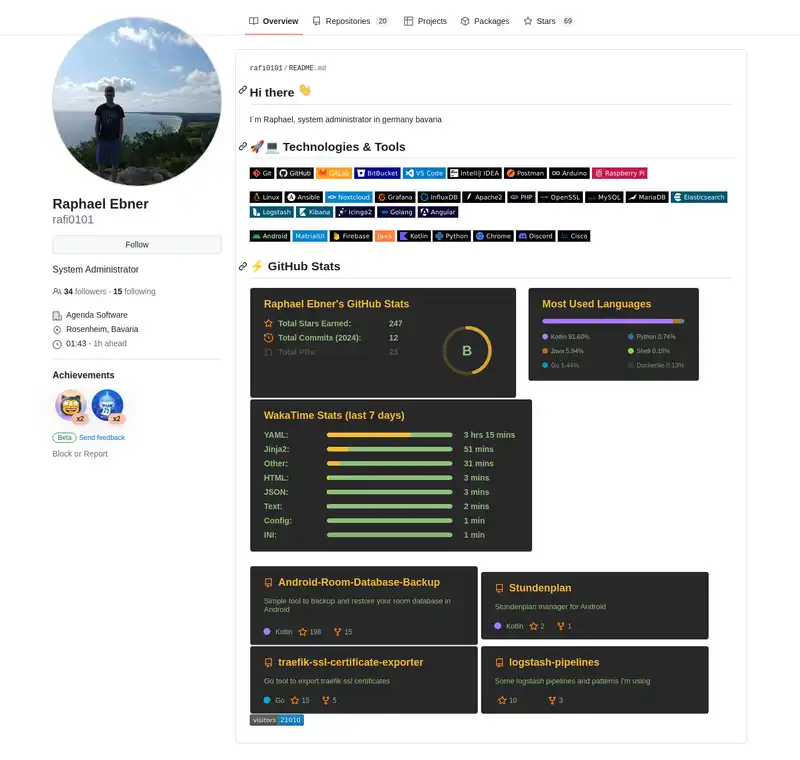 Overview
Repositories 20
Projects
Packages
Stars 69
Raphael Ebner
rafi0101
Follow
System Administrator
34 followers · 15 following
Agenda Software
Rosenheim, Bavaria
01:43 - 1h ahead
Achievements
x2
x2
Beta Send feedback
Block or Report
rafi0101/README.md
Hi there 👋
I`m Raphael, system administrator in germany bavaria
🚀💻 Technologies & Tools
Git GitHub GitLab BitBucket VS Code IntelliJ IDEA Postman Arduino Raspberry Pi
Linux Ansible Nextcloud Grafana InfluxDB Apache2 PHP OpenSSL MySQL MariaDB Elasticsearch
Logstash Kibana Icinga2 Golang Angular
Android MatrialUI Firebase Java Kotlin Python Chrome Discord Cisco
⚡ GitHub Stats
Raphael Ebner's GitHub Stats
Total Stars Earned: 247
Total Commits (2024): 12
Total PRs: 23
B
Most Used Languages
Kotlin 91.60% Python 0.74%
Java 5.94% Shell 0.15%
Go 1.44% Dockerfile 0.13%
WakaTime Stats (last 7 days)
YAML: 3 hrs 15 mins
Jinja2: 51 mins
Other: 31 mins
HTML: 3 mins
JSON: 3 mins
Text: 2 mins
Config: 1 min
INI: 1 min
Android-Room-Database-Backup
Simple tool to backup and restore your room database in
Android
Kotlin 198 15
Stundenplan
Stundenplan manager for Android
Kotlin 2 1
traefik-ssl-certificate-exporter
Go tool to export traefik ssl certificates
Go 15 5
logstash-pipelines
Some logstash pipelines and patterns I'm using
10 3
visitors 21010